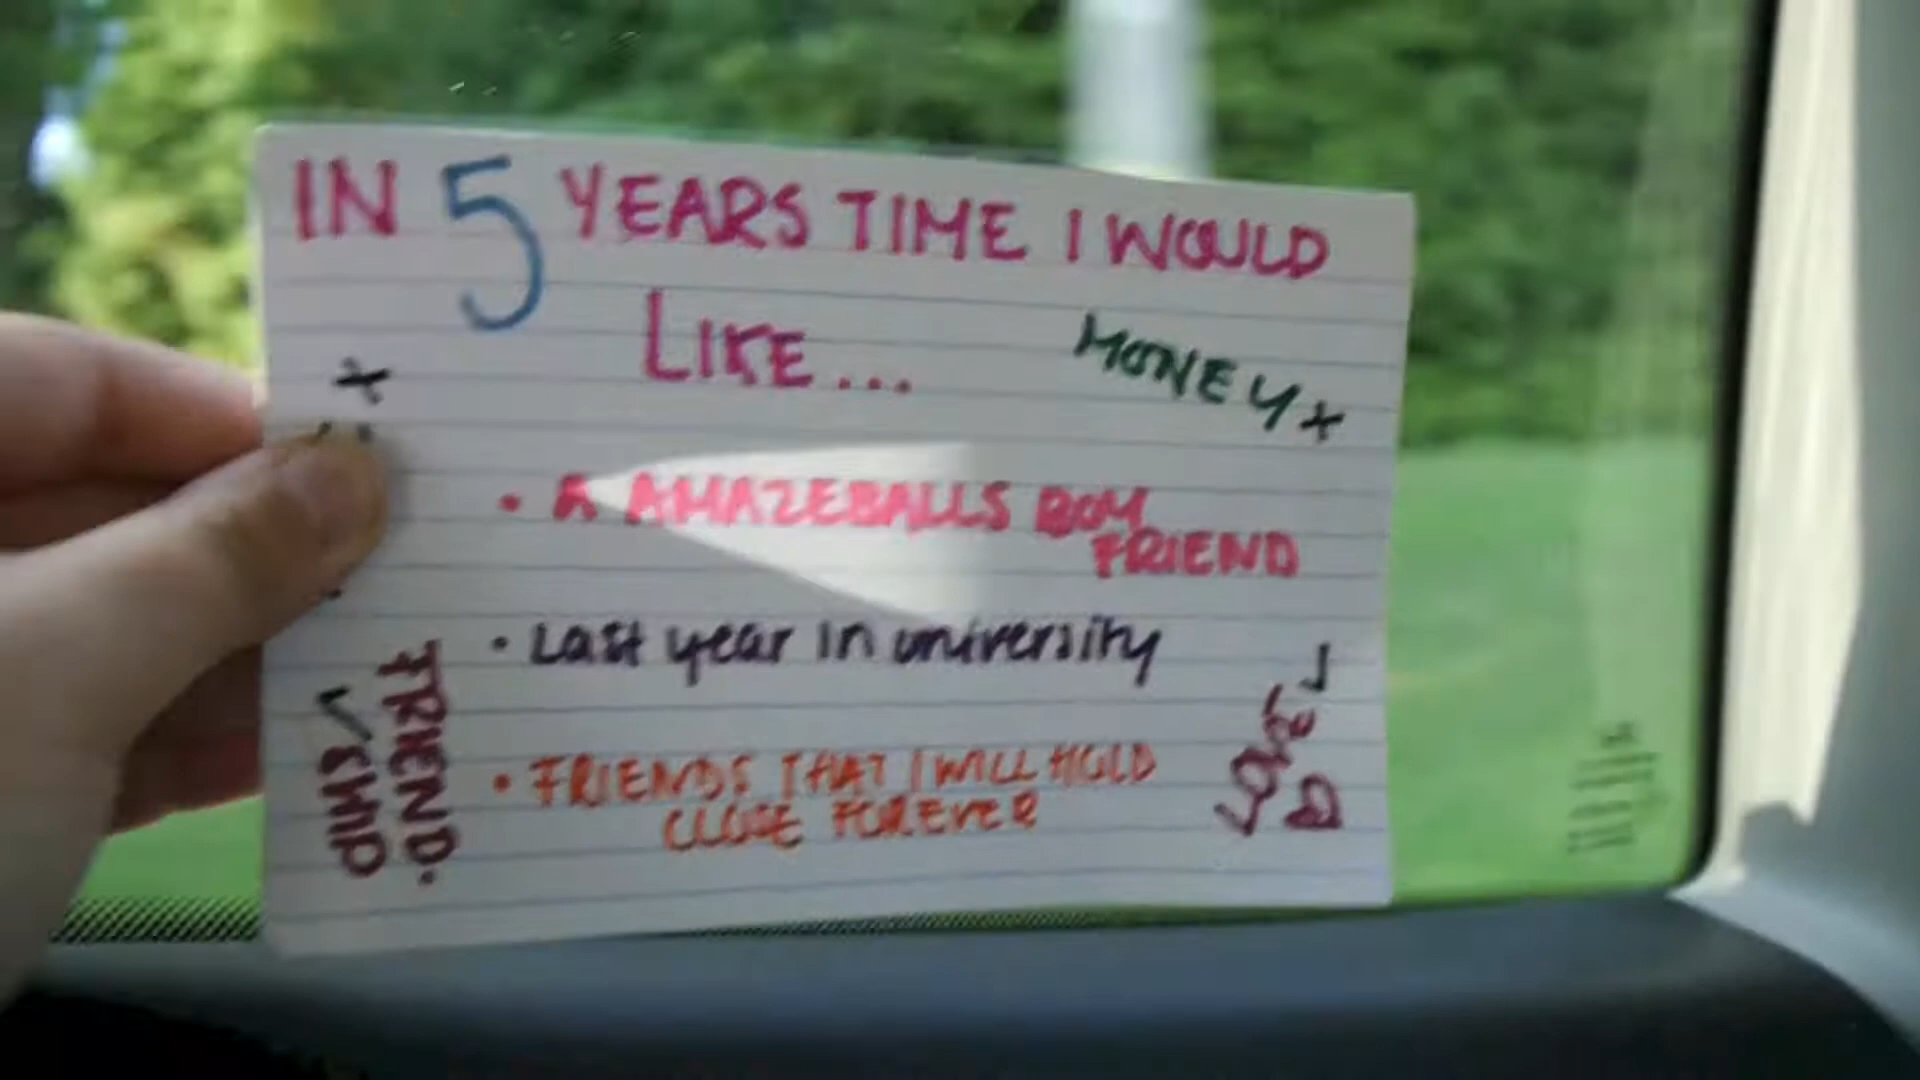 IN 5 YEARS TIME I WOULD
LIKE...
MONEY +
+
• A AMAZEBALLS BOY
FRIEND
• Last year in university
• FRIENDS THAT I WILL HOLD
CLOSE FOREVER
FRIEND.
SHIP
LOVE